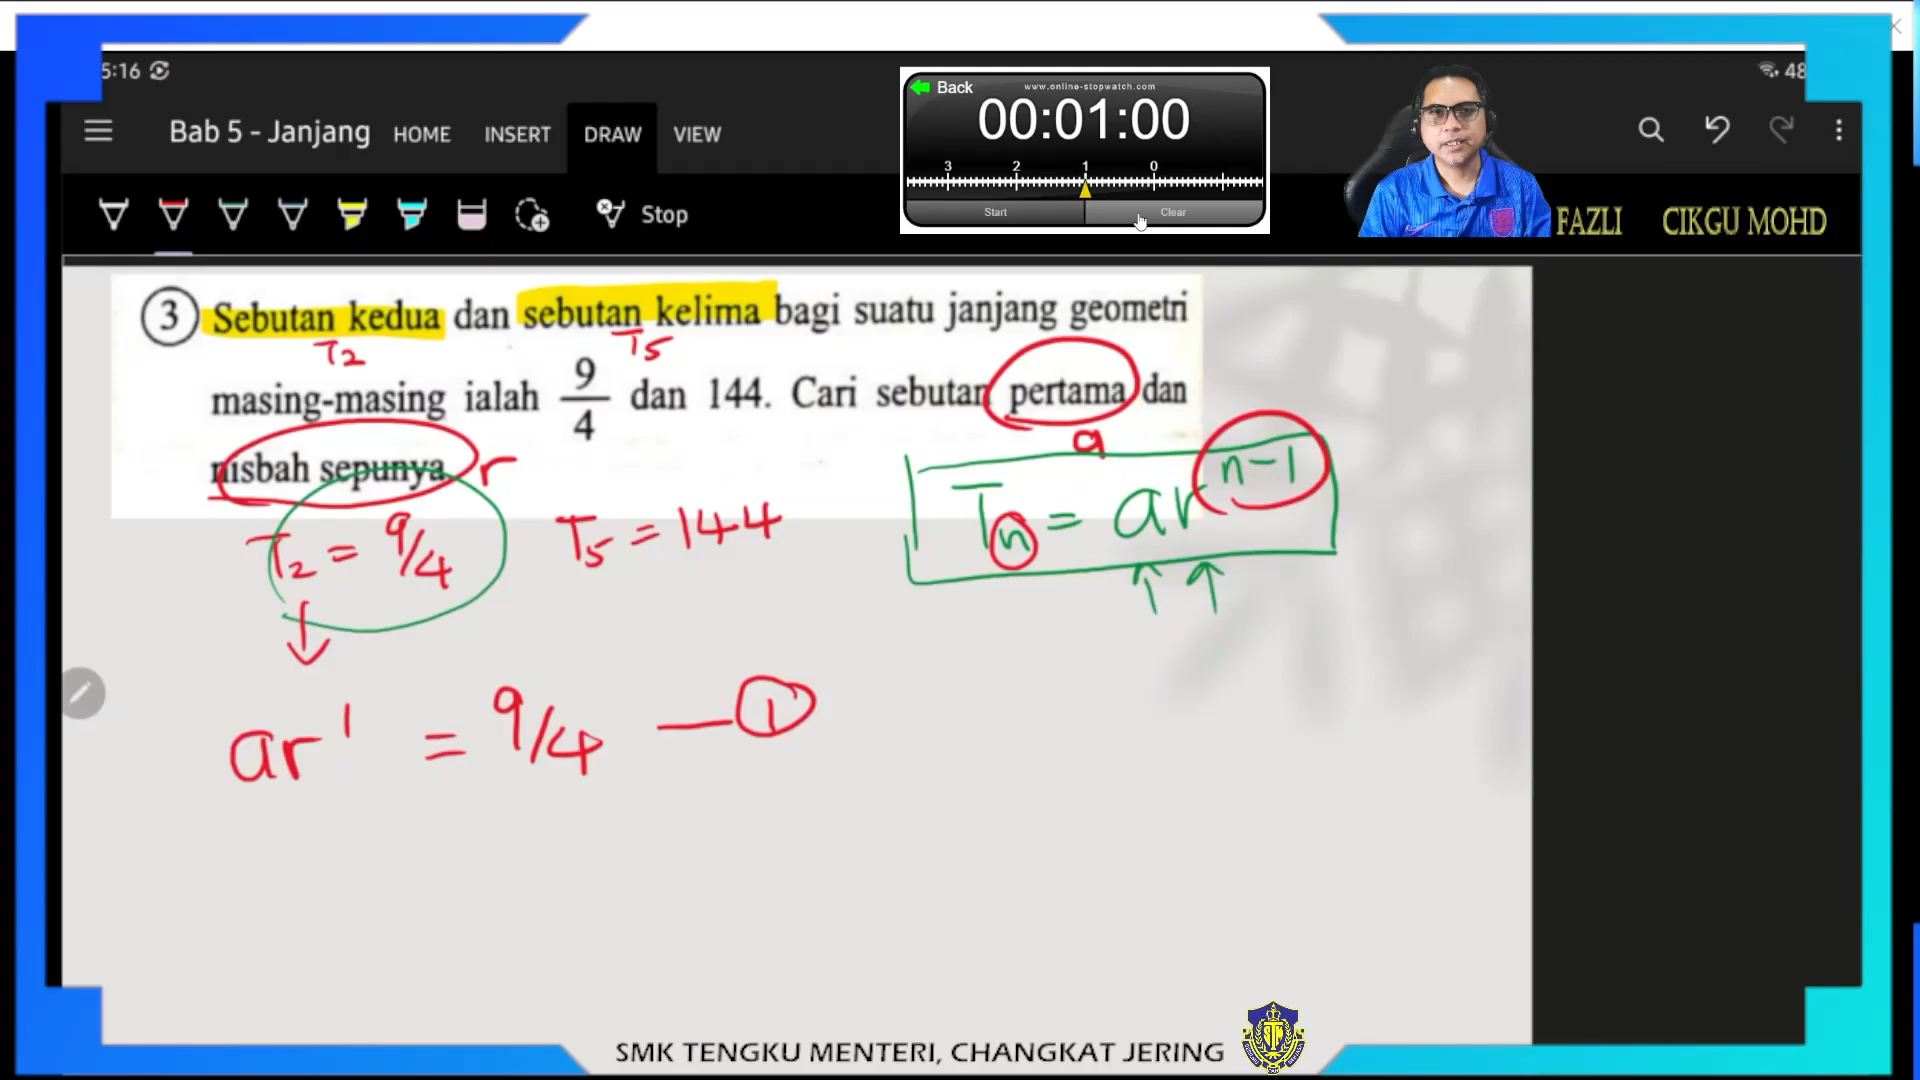 5:16
48
Bab 5 - Janjang
HOME
INSERT
DRAW
VIEW
Stop
Back
www.online-stopwatch.com
00:01:00
3 2 1 0
Start
Clear
FAZLI CIKGU MOHD
3 Sebutan kedua dan sebutan kelima bagi suatu janjang geometri
T2 T5
masing-masing ialah 9/4 dan 144. Cari sebutan pertama dan
a
nisbah sepunya. r
Tn = ar^n-1
T2 = 9/4 T5 = 144
ar^1 = 9/4 — 1
SMK TENGKU MENTERI, CHANGKAT JERING